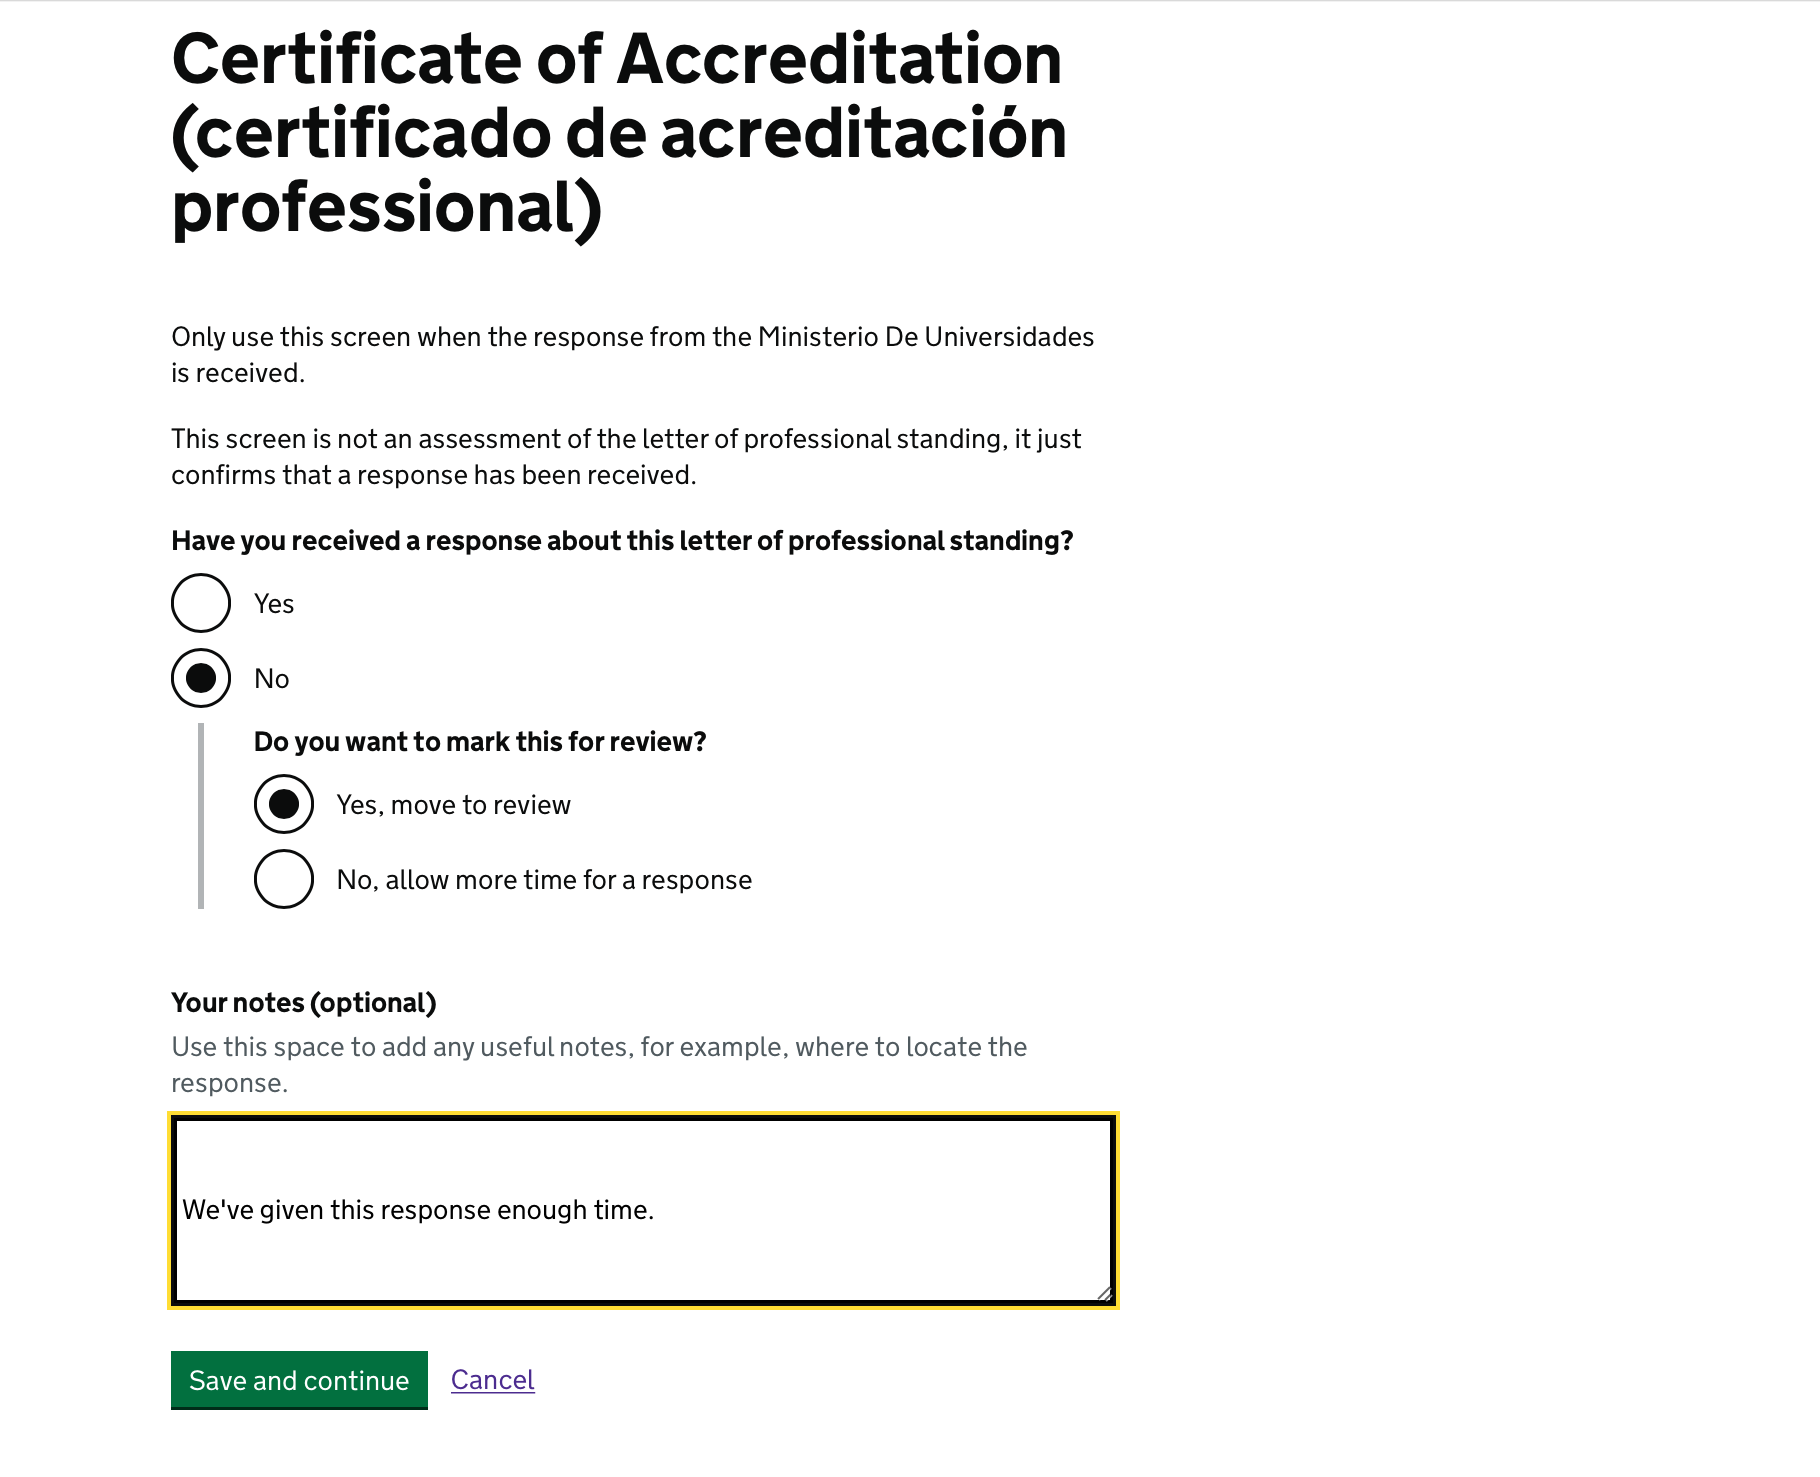 Certificate of Accreditation
(certificado de acreditación
professional)
Only use this screen when the response from the Ministerio De Universidades
is received.
This screen is not an assessment of the letter of professional standing, it just
confirms that a response has been received.
Have you received a response about this letter of professional standing?
Yes
No
Do you want to mark this for review?
Yes, move to review
No, allow more time for a response
Your notes (optional)
Use this space to add any useful notes, for example, where to locate the
response.
We've given this response enough time.
Save and continue Cancel